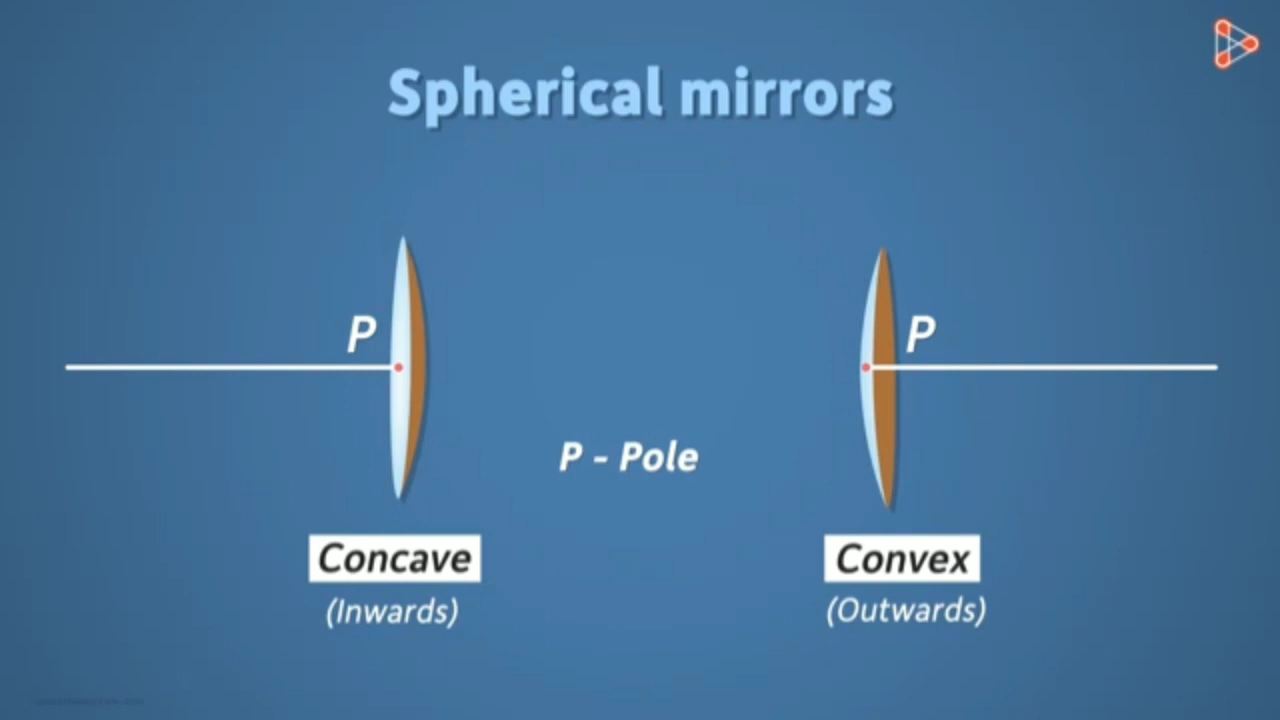 Spherical mirrors
P
P
P - Pole
Concave
Convex
(Inwards)
(Outwards)